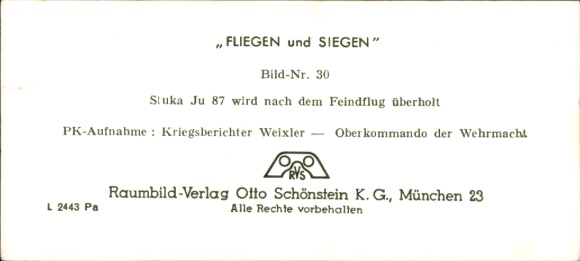 „FLIEGEN und SIEGEN"
Bild-Nr. 30
Stuka Ju 87 wird nach dem Feindflug überholt
PK-Aufnahme: Kriegsberichter Weixler — Oberkommando der Wehrmacht
RVS
Raumbild-Verlag Otto Schönstein K. G., München 23
L 2443 Pa
Alle Rechte vorbehalten